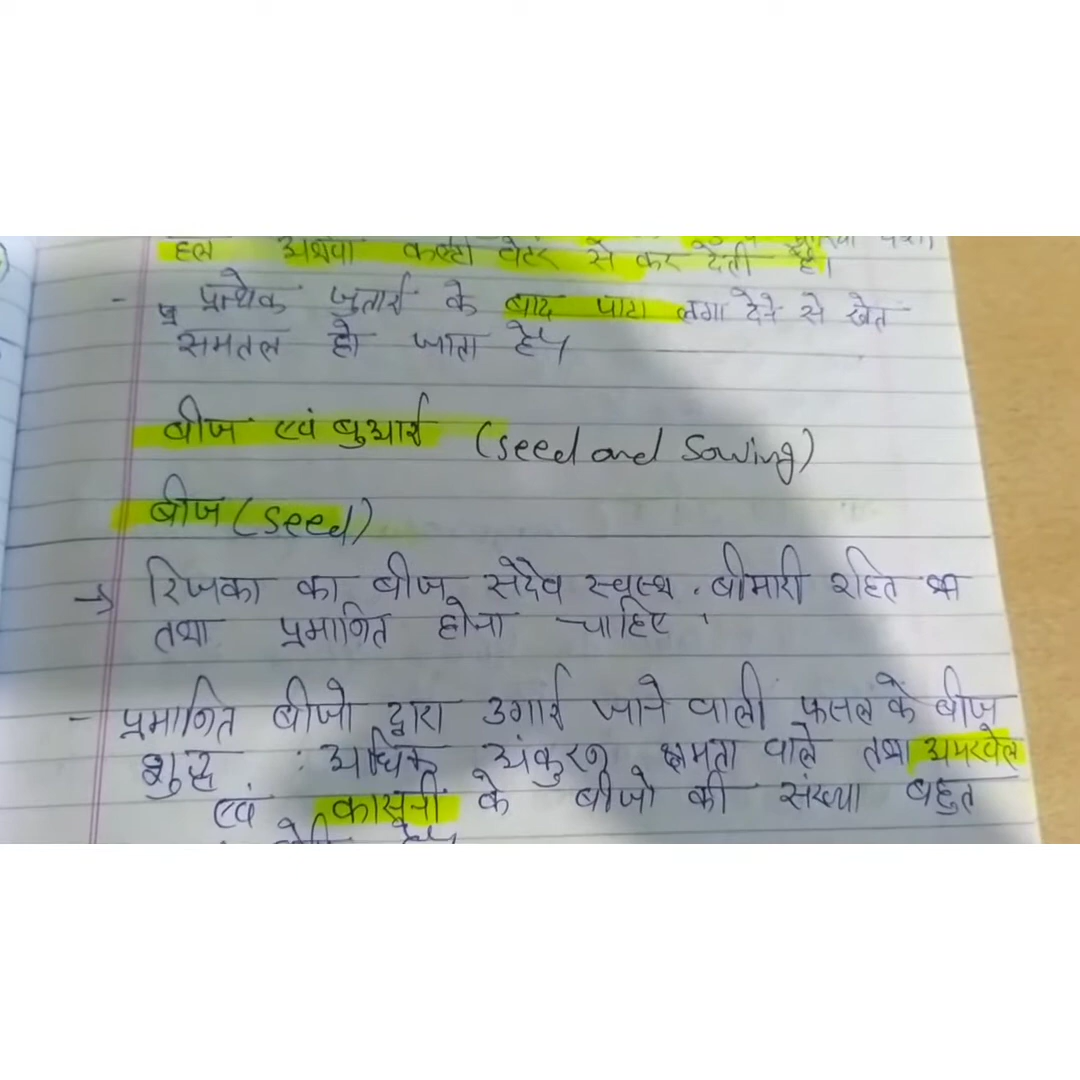 हल अथवा कल्टी वेटर से कर देती है।
- प्रत्येक जुताई के बाद पाटा लगा देने से खेत
समतल हो जाता है
बीज एवं बुआई (seed and Sowing)
बीज (seed)
→ रिजका का बीज सदैव स्वस्थ . बीमारी रहित
तथा प्रमाणित होना चाहिए .
- प्रमाणित बीजो द्वारा उगाई जाने वाली फसल के बीज
शुद्ध : अधिक अंकुरण क्षमता वाले तथा अमरवेल
एवं कासनी के बीजो की संख्या बहुत